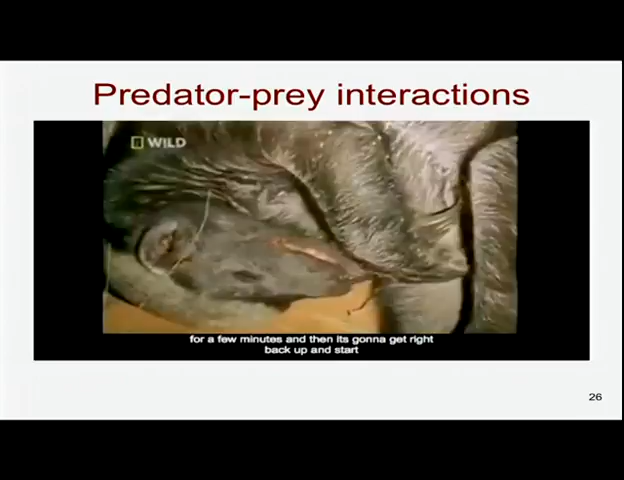 Predator-prey interactions
WILD
for a few minutes and then its gonna get right
back up and start
26